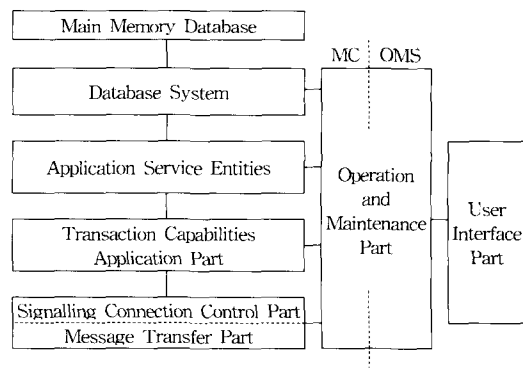 Main Memory Database
MC OMS
Database System
Application Service Entities
Operation
and
Maintenance
Part
User
Interface
Part
Transaction Capabilities
Application Part
Signalling Connection Control Part
Message Transfer Part